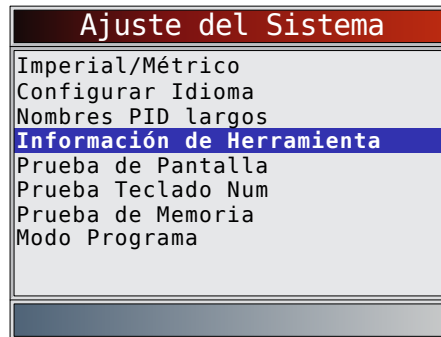 Ajuste del Sistema
Imperial/Métrico
Configurar Idioma
Nombres PID largos
Información de Herramienta
Prueba de Pantalla
Prueba Teclado Num
Prueba de Memoria
Modo Programa